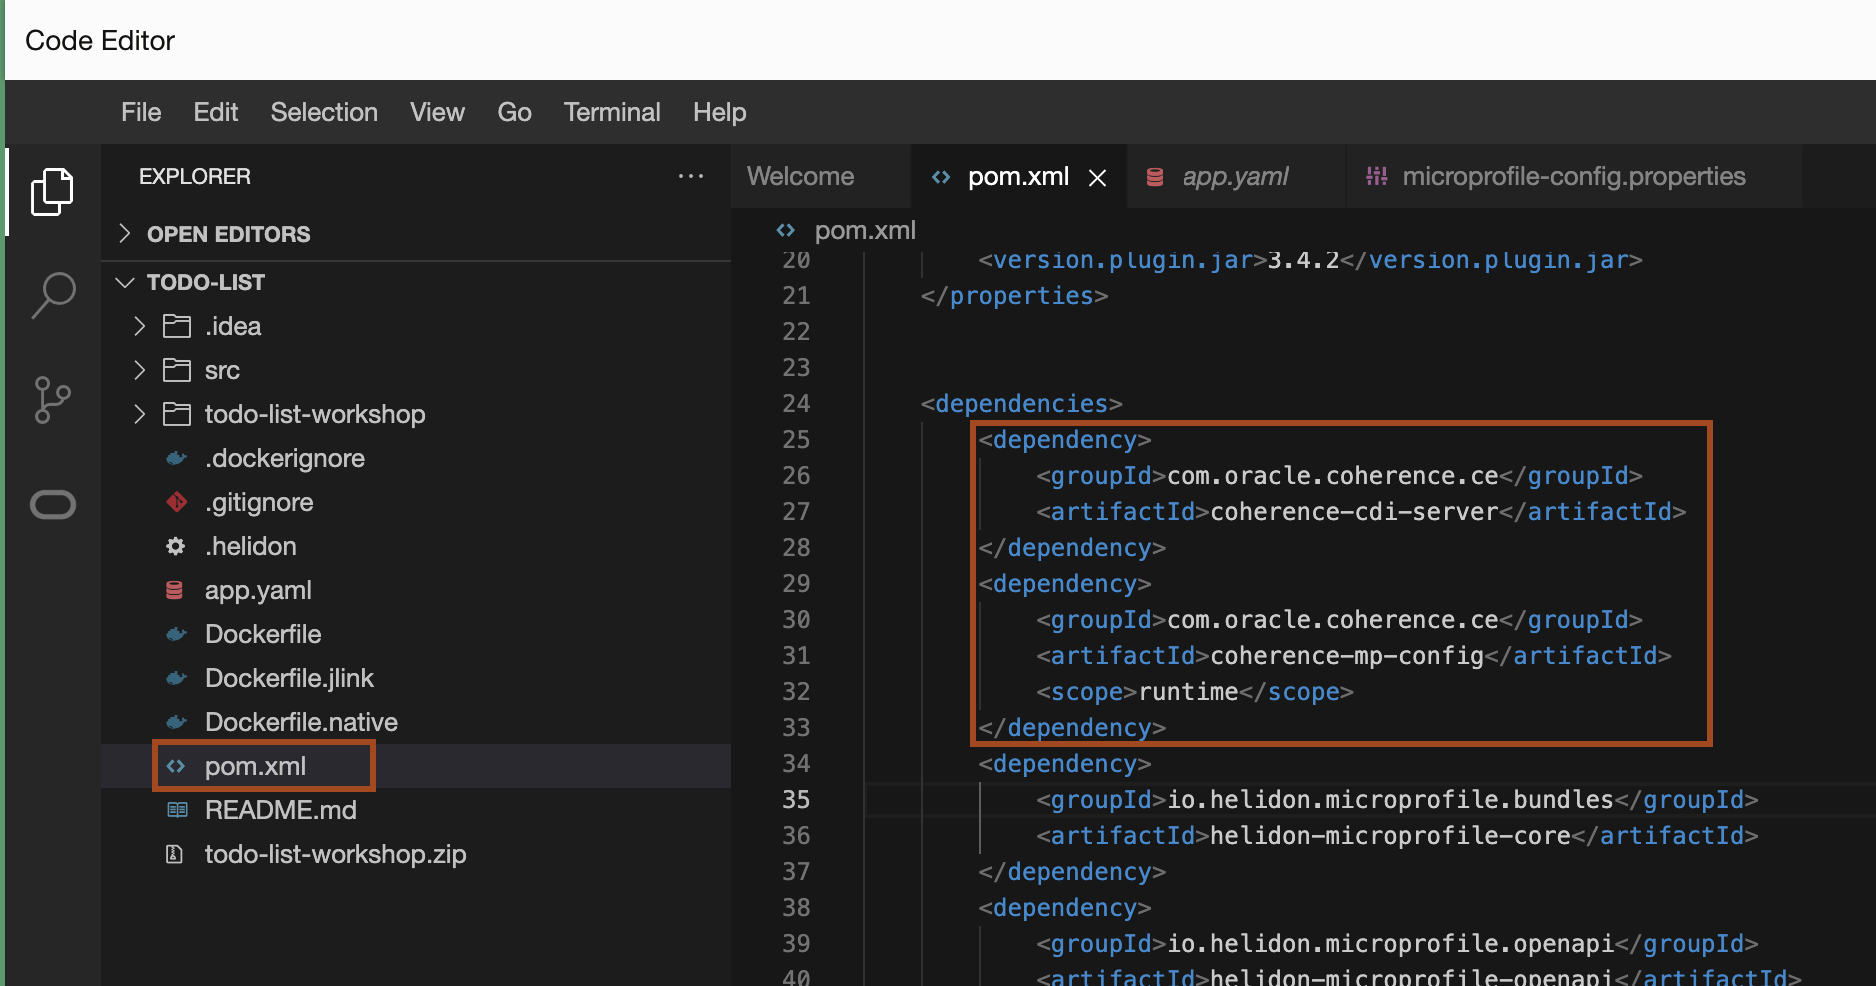 Code Editor
File Edit Selection View Go Terminal Help
EXPLORER ···
OPEN EDITORS
TODO-LIST
.idea
src
todo-list-workshop
.dockerignore
.gitignore
.helidon
app.yaml
Dockerfile
Dockerfile.jlink
Dockerfile.native
pom.xml
README.md
todo-list-workshop.zip
Welcome pom.xml app.yaml microprofile-config.properties
pom.xml
20 <version.plugin.jar>3.4.2</version.plugin.jar>
21 </properties>
22
23
24 <dependencies>
25 <dependency>
26 <groupId>com.oracle.coherence.ce</groupId>
27 <artifactId>coherence-cdi-server</artifactId>
28 </dependency>
29 <dependency>
30 <groupId>com.oracle.coherence.ce</groupId>
31 <artifactId>coherence-mp-config</artifactId>
32 <scope>runtime</scope>
33 </dependency>
34 <dependency>
35 <groupId>io.helidon.microprofile.bundles</groupId>
36 <artifactId>helidon-microprofile-core</artifactId>
37 </dependency>
38 <dependency>
39 <groupId>io.helidon.microprofile.openapi</groupId>
40 <artifactId>helidon-microprofile-openapi</artifactId>